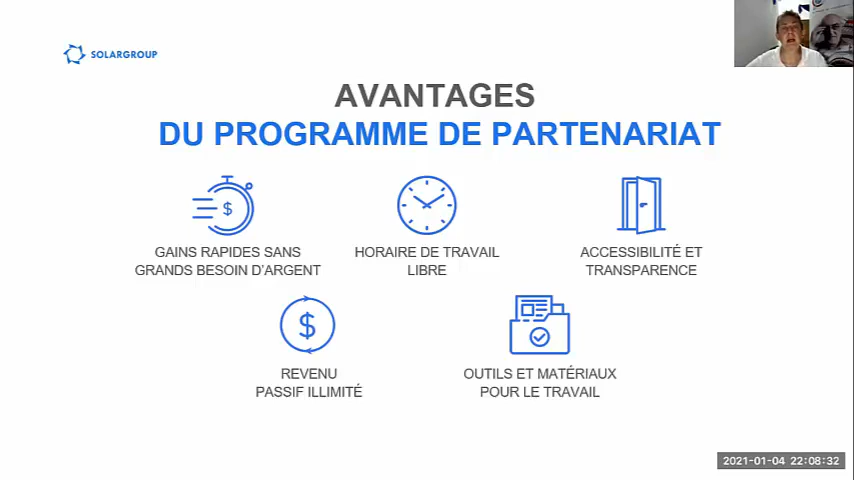 SOLARGROUP
AVANTAGES
DU PROGRAMME DE PARTENARIAT
$
GAINS RAPIDES SANS
GRANDS BESOIN D'ARGENT
HORAIRE DE TRAVAIL
LIBRE
ACCESSIBILITÉ ET
TRANSPARENCE
$
REVENU
PASSIF ILLIMITÉ
OUTILS ET MATÉRIAUX
POUR LE TRAVAIL
2021-01-04 22:08:32